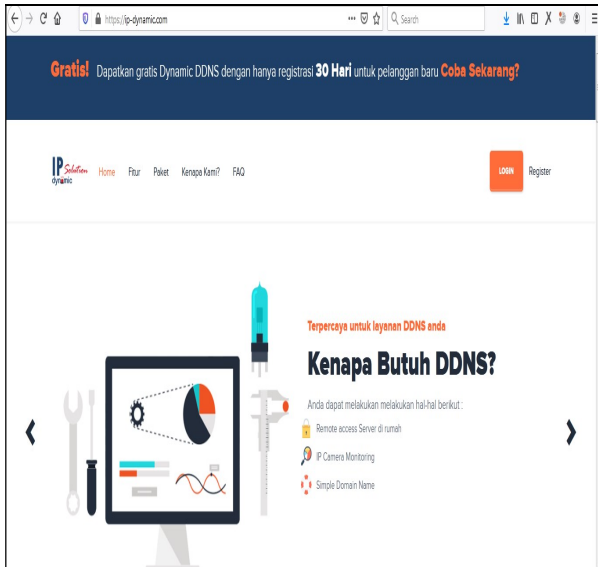 https://ip-dynamic.com
Search
Gratis! Dapatkan gratis Dynamic DDNS dengan hanya registrasi 30 Hari untuk pelanggan baru Coba Sekarang?
IP Solution
dynamic
Home Fitur Paket Kenapa Kami? FAQ
LOGIN Register
Terpercaya untuk layanan DDNS anda
Kenapa Butuh DDNS?
Anda dapat melakukan melakukan hal-hal berikut :
Remote access Server di rumah
IP Camera Monitoring
Simple Domain Name